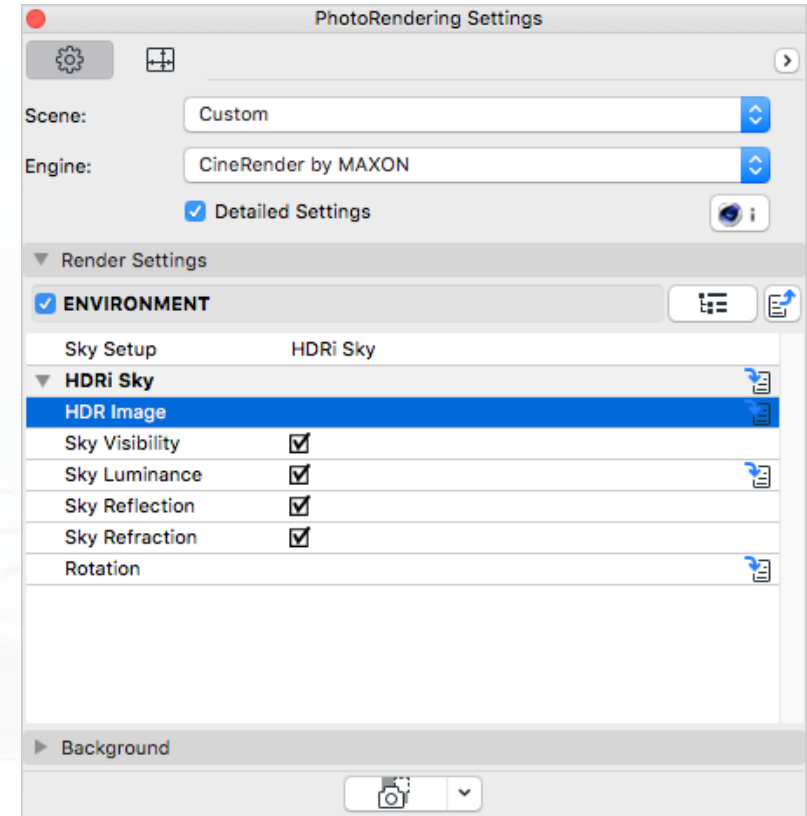 PhotoRendering Settings
Scene: Custom
Engine: CineRender by MAXON
Detailed Settings
i
Render Settings
ENVIRONMENT
Sky Setup HDRi Sky
HDRi Sky
HDR Image
Sky Visibility
Sky Luminance
Sky Reflection
Sky Refraction
Rotation
Background